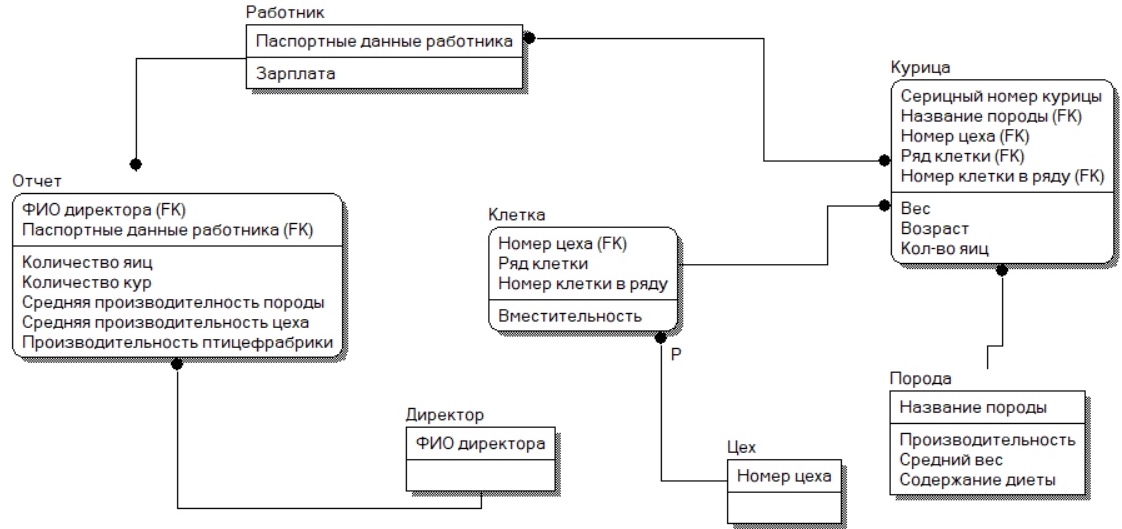 Работник
Паспортные данные работника
Зарплата
Курица
Серицный номер курицы
Название породы (FK)
Номер цеха (FK)
Ряд клетки (FK)
Номер клетки в ряду (FK)
Вес
Возраст
Кол-во яиц
Отчет
ФИО директора (FK)
Паспортные данные работника (FK)
Количество яиц
Количество кур
Средняя производителность породы
Средняя производительность цеха
Производительность птицефрабрики
Клетка
Номер цеха (FK)
Ряд клетки
Номер клетки в ряду
Вместительность
P
Порода
Название породы
Производительность
Средний вес
Содержание диеты
Директор
ФИО директора
Цех
Номер цеха